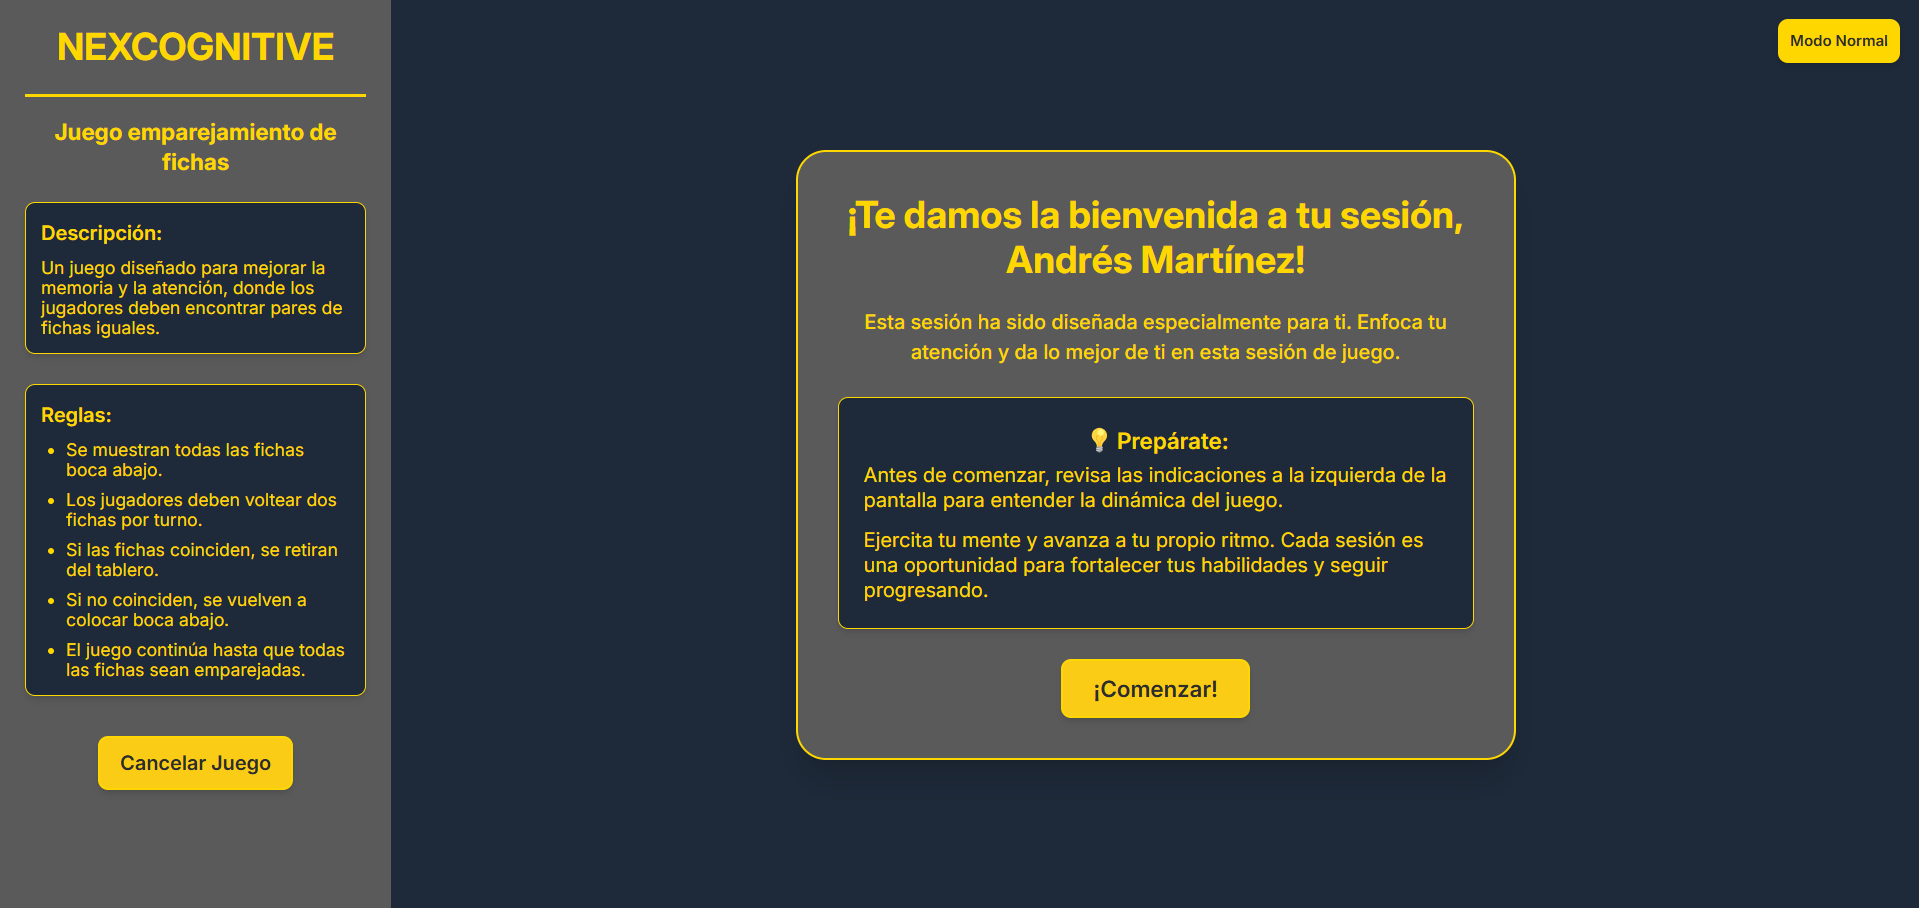 NEXCOGNITIVE
Juego emparejamiento de
fichas
Descripción:
Un juego diseñado para mejorar la
memoria y la atención, donde los
jugadores deben encontrar pares de
fichas iguales.
Reglas:
• Se muestran todas las fichas
boca abajo.
• Los jugadores deben voltear dos
fichas por turno.
• Si las fichas coinciden, se retiran
del tablero.
• Si no coinciden, se vuelven a
colocar boca abajo.
• El juego continúa hasta que todas
las fichas sean emparejadas.
Cancelar Juego
Modo Normal
¡Te damos la bienvenida a tu sesión,
Andrés Martínez!
Esta sesión ha sido diseñada especialmente para ti. Enfoca tu
atención y da lo mejor de ti en esta sesión de juego.
💡 Prepárate:
Antes de comenzar, revisa las indicaciones a la izquierda de la
pantalla para entender la dinámica del juego.
Ejercita tu mente y avanza a tu propio ritmo. Cada sesión es
una oportunidad para fortalecer tus habilidades y seguir
progresando.
¡Comenzar!